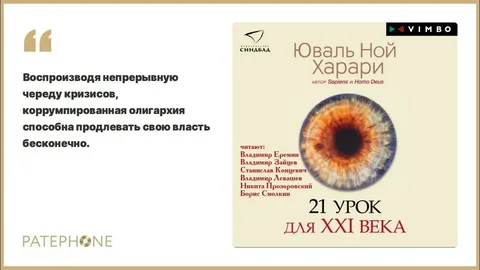 Воспроизводя непрерывную
череду кризисов,
коррумпированная олигархия
способна продлевать свою власть
бесконечно.
PATEPHONE
ИЗДАТЕЛЬСТВО
СИНДБАД
VIMBO
Юваль Ной
Харари
автор Sapiens и Homo Deus
читают:
Владимир Еремин
Владимир Зайцев
Станислав Концевич
Владимир Левашев
Никита Прозоровский
Борис Смолкин
21 УРОК
ДЛЯ XXI ВЕКА